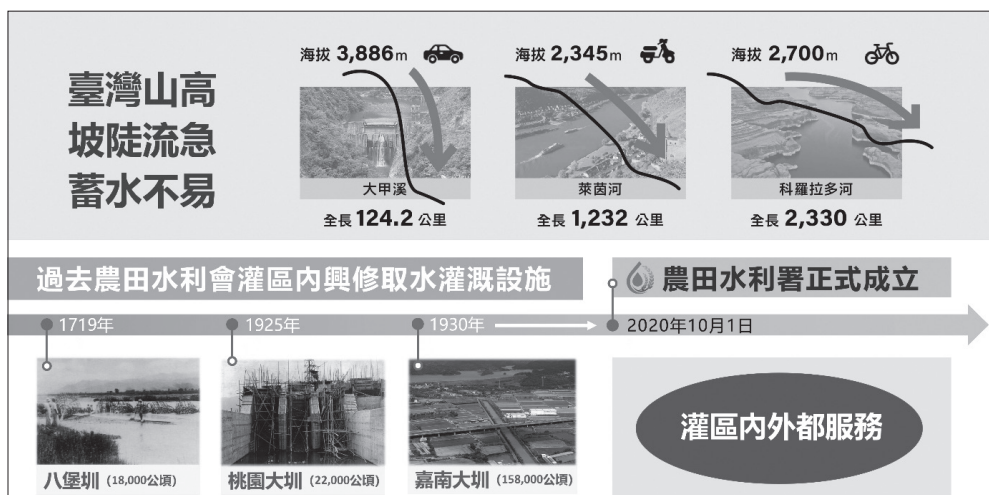 臺灣山高
坡陡流急
蓄水不易
海拔 3,886m
大甲溪
全長 124.2 公里
海拔 2,345m
萊茵河
全長 1,232 公里
海拔 2,700m
科羅拉多河
全長 2,330 公里
過去農田水利會灌區內興修取水灌溉設施
農田水利署正式成立
1719年
1925年
1930年
2020年10月1日
八堡圳 (18,000公頃)
桃園大圳 (22,000公頃)
嘉南大圳 (158,000公頃)
灌區內外都服務